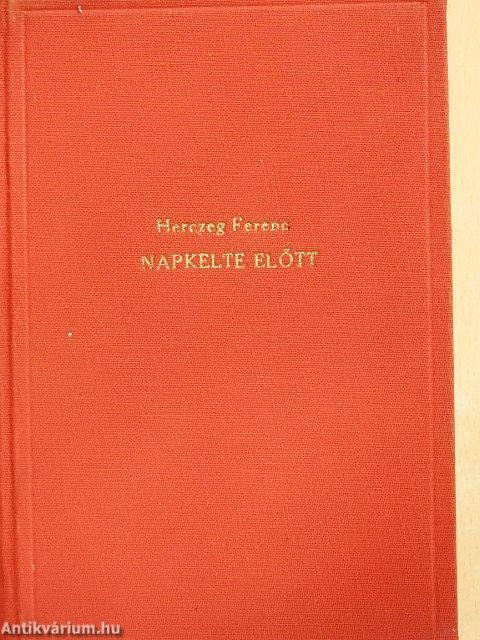 Herczeg Ferenc
NAPKELTE ELŐTT
Antikvárium.hu